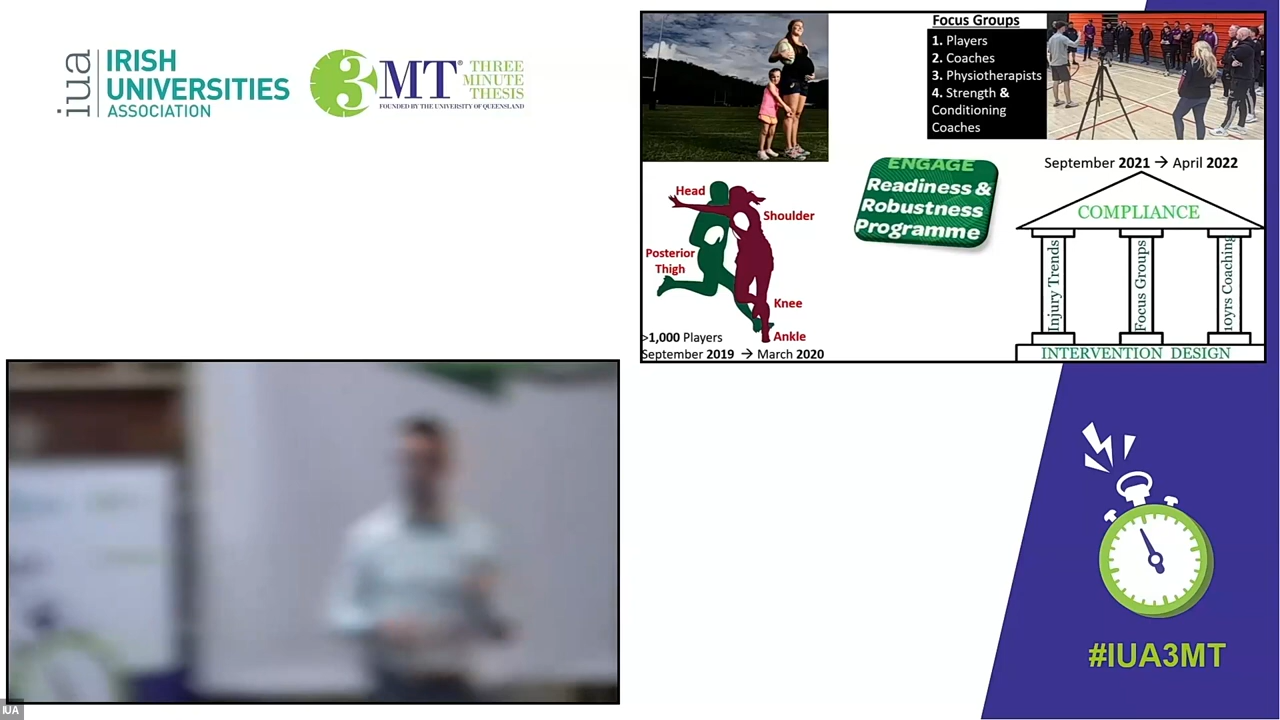 iua
IRISH
UNIVERSITIES
ASSOCIATION
3MT®
THREE
MINUTE
THESIS
FOUNDED BY THE UNIVERSITY OF QUEENSLAND
Focus Groups
1. Players
2. Coaches
3. Physiotherapists
4. Strength &
Conditioning
Coaches
Head
Shoulder
Posterior
Thigh
Knee
Ankle
>1,000 Players
September 2019 → March 2020
ENGAGE
Readiness &
Robustness
Programme
September 2021 → April 2022
COMPLIANCE
Injury Trends
Focus Groups
10yrs Coaching
INTERVENTION DESIGN
#IUA3MT
IUA